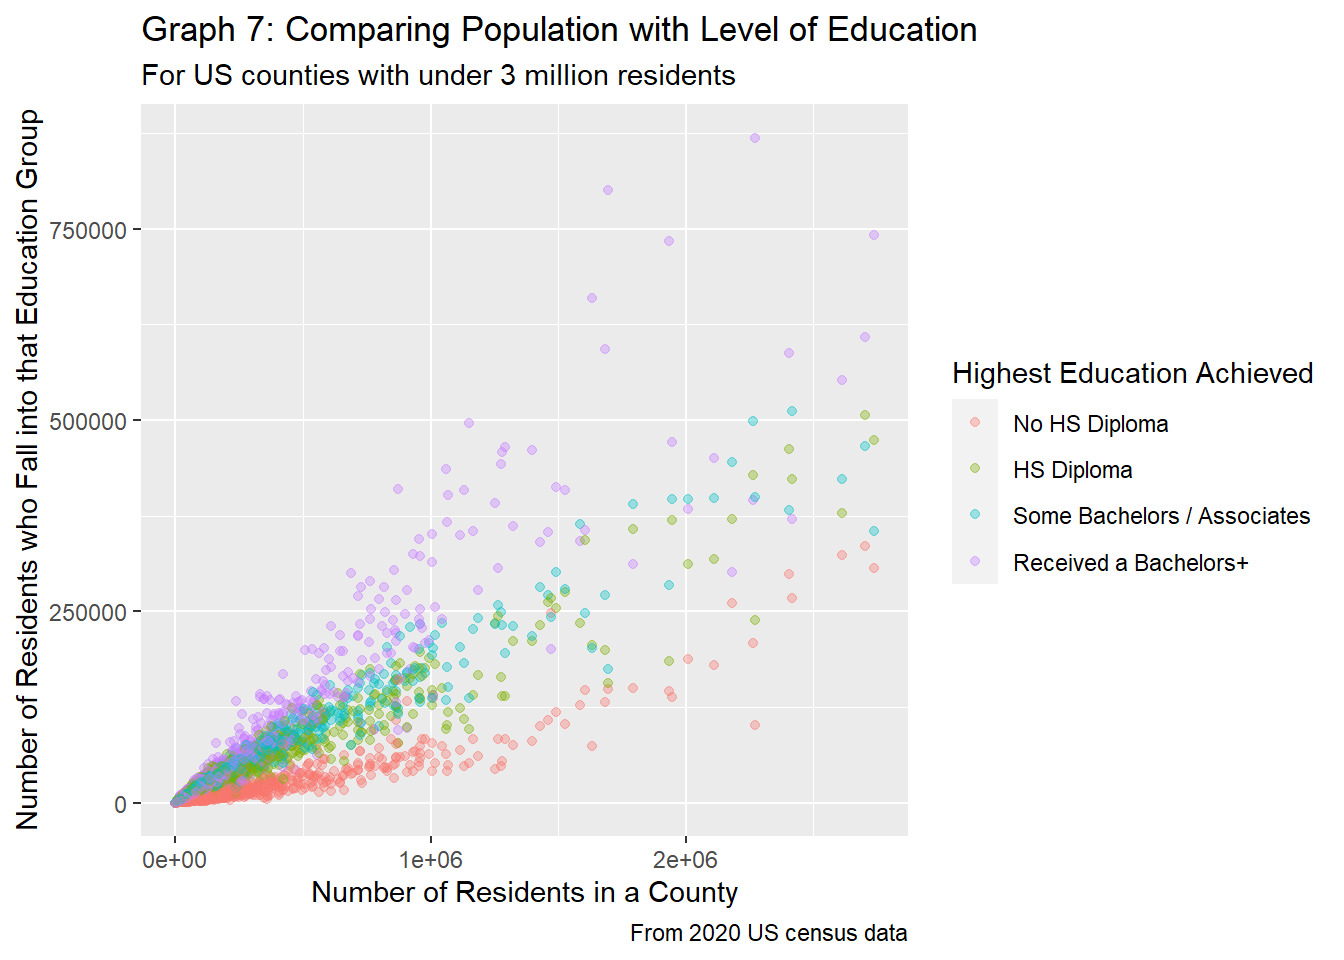 Graph 7: Comparing Population with Level of Education
For US counties with under 3 million residents
Number of Residents who Fall into that Education Group
750000
500000
250000
0
0e+00
1e+06
2e+06
Number of Residents in a County
From 2020 US census data
Highest Education Achieved
No HS Diploma
HS Diploma
Some Bachelors / Associates
Received a Bachelors+